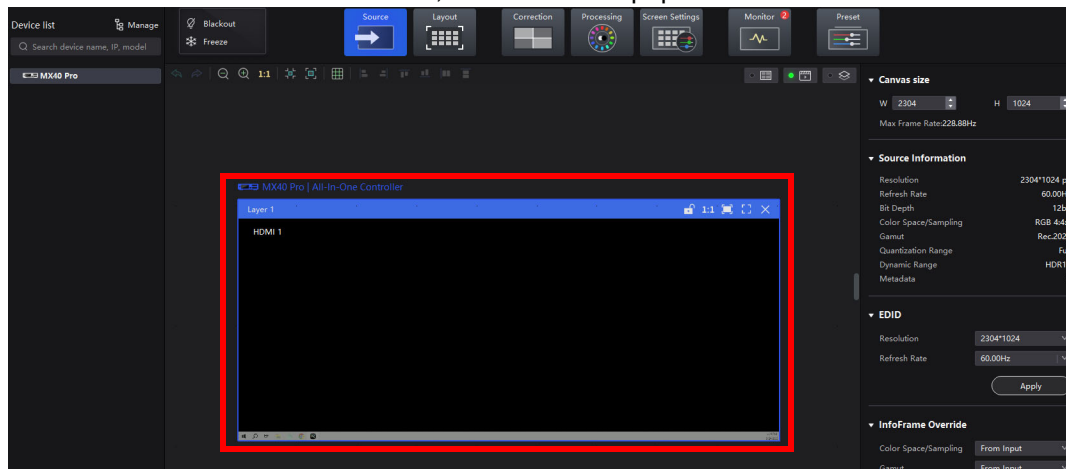 Device list
Manage
Search device name, IP, model
MX40 Pro
Blackout
Freeze
Source
Layout
Correction
Processing
Screen Settings
Monitor
2
Preset
1:1
MX40 Pro | All-In-One Controller
Layer 1
1:1
HDMI 1
Canvas size
W 2304 H 1024
Max Frame Rate:228.88Hz
Source Information
Resolution 2304*1024 p
Refresh Rate 60.00H
Bit Depth 12b
Color Space/Sampling RGB 4:4:
Gamut Rec.202
Quantization Range Fu
Dynamic Range HDR1
Metadata
EDID
Resolution 2304*1024
Refresh Rate 60.00Hz
Apply
InfoFrame Override
Color Space/Sampling From Input
Gamut From Input